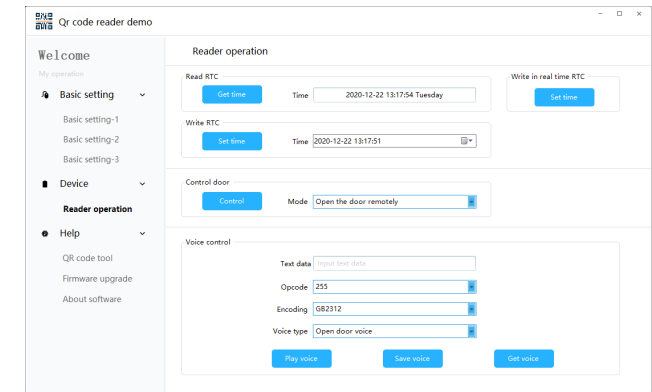 Qr code reader demo
Welcome
My operation
Basic setting
Basic setting-1
Basic setting-2
Basic setting-3
Device
Reader operation
Help
QR code tool
Firmware upgrade
About software
Reader operation
Read RTC
Get time
Time
2020-12-22 13:17:54 Tuesday
Write in real time RTC
Set time
Write RTC
Set time
Time
2020-12-22 13:17:51
Control door
Control
Mode
Open the door remotely
Voice control
Text data
Input text data
Opcode
255
Encoding
GB2312
Voice type
Open door voice
Play voice
Save voice
Get voice